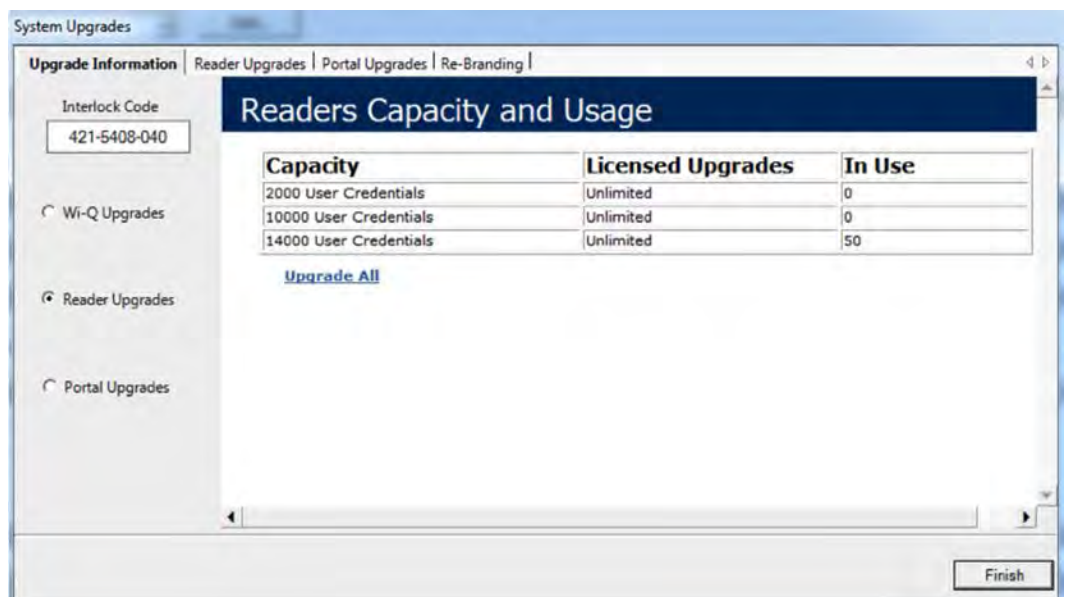 System Upgrades
Upgrade Information Reader Upgrades Portal Upgrades Re-Branding
Interlock Code
421-5408-040
Wi-Q Upgrades
Reader Upgrades
Portal Upgrades
Readers Capacity and Usage
Capacity Licensed Upgrades In Use
2000 User Credentials Unlimited 0
10000 User Credentials Unlimited 0
14000 User Credentials Unlimited 50
Upgrade All
Finish